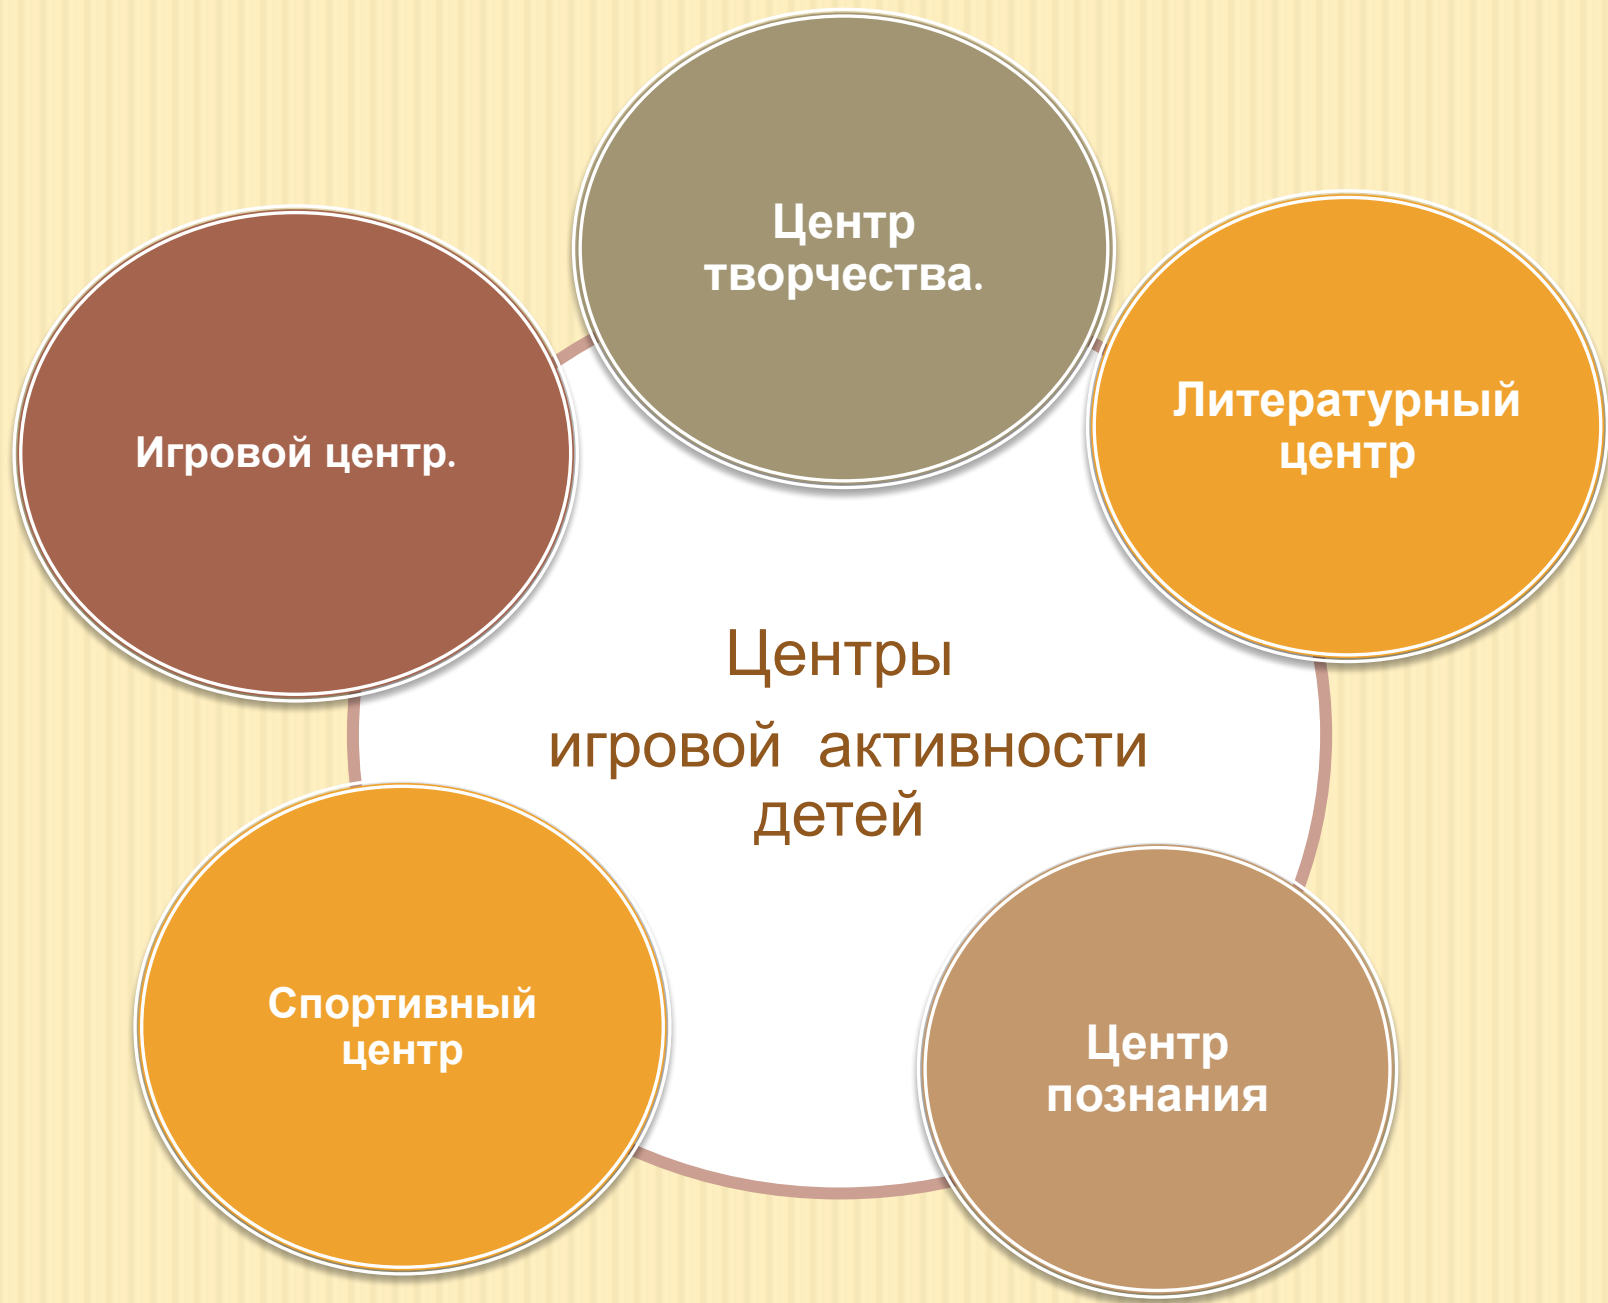 Центр
творчества.
Литературный
центр
Игровой центр.
Центры
игровой активности
детей
Спортивный
центр
Центр
познания